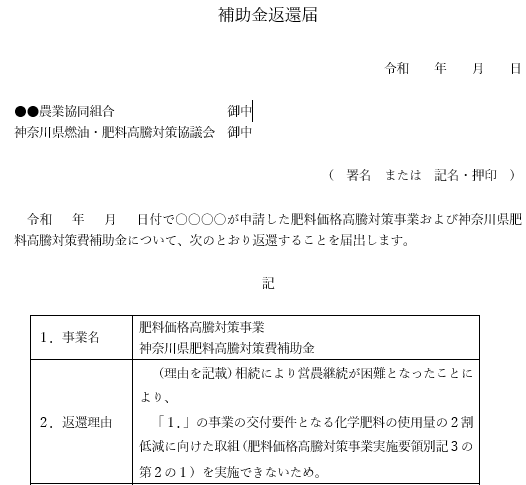 補助金返還届
令和　　年　　月　　日
●●農業協同組合　　　　　　　　　御中
神奈川県燃油・肥料高騰対策協議会　御中
（　署名　または　記名・押印　）
令和　年　月　日付で〇〇〇〇が申請した肥料価格高騰対策事業および神奈川県肥
料高騰対策費補助金について、次のとおり返還することを届出します。
記
１．事業名
肥料価格高騰対策事業
神奈川県肥料高騰対策費補助金
２．返還理由
（理由を記載）相続により営農継続が困難となったことに
より、
「１．」の事業の交付要件となる化学肥料の使用量の２割
低減に向けた取組（肥料価格高騰対策事業実施要領別記３の
第２の１）を実施できないため。